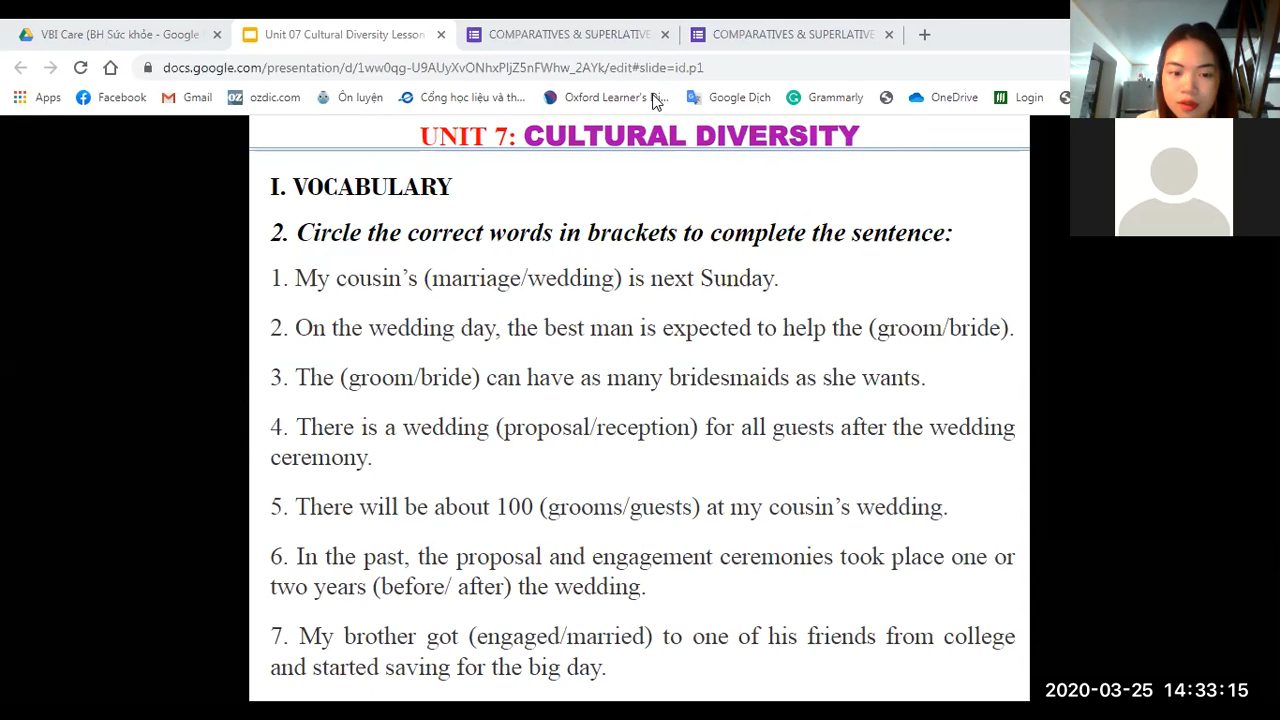 VBI Care (BH Sức khỏe - Google
Unit 07 Cultural Diversity Lesson
COMPARATIVES & SUPERLATIVE
COMPARATIVES & SUPERLATIVE
docs.google.com/presentation/d/1ww0qg-U9AUyXvONhxPljZ5nFWhw_2AYk/edit#slide=id.p1
Apps Facebook Gmail OZ ozdic.com Ôn luyện Cổng học liệu và th... Oxford Learner's Google Dịch Grammarly OneDrive Login
UNIT 7: CULTURAL DIVERSITY
I. VOCABULARY
2. Circle the correct words in brackets to complete the sentence:
1. My cousin’s (marriage/wedding) is next Sunday.
2. On the wedding day, the best man is expected to help the (groom/bride).
3. The (groom/bride) can have as many bridesmaids as she wants.
4. There is a wedding (proposal/reception) for all guests after the wedding
ceremony.
5. There will be about 100 (grooms/guests) at my cousin’s wedding.
6. In the past, the proposal and engagement ceremonies took place one or
two years (before/ after) the wedding.
7. My brother got (engaged/married) to one of his friends from college
and started saving for the big day.
2020-03-25 14:33:15